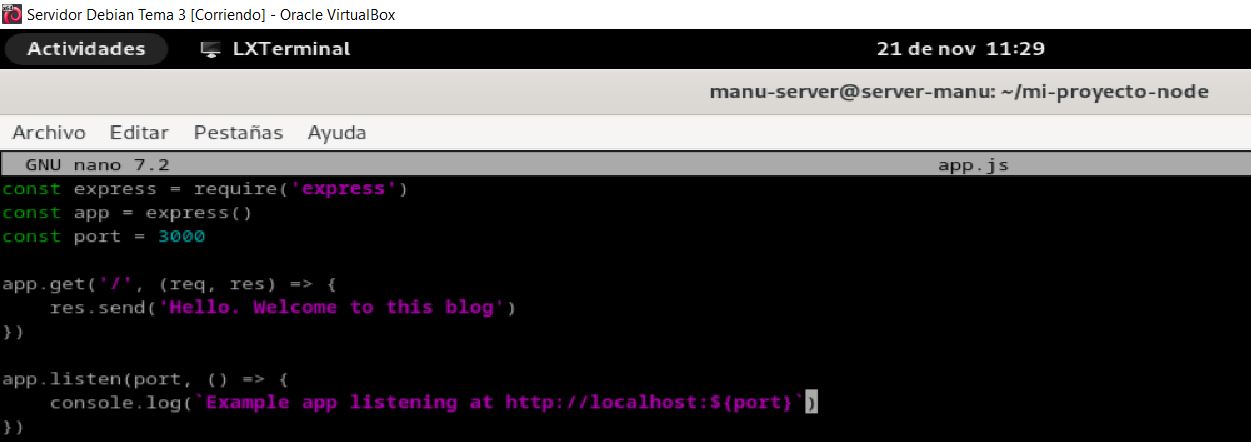 Servidor Debian Tema 3 [Corriendo] - Oracle VirtualBox
Actividades LXTerminal 21 de nov 11:29
manu-server@server-manu: ~/mi-proyecto-node
Archivo Editar Pestañas Ayuda
GNU nano 7.2 app.js
const express = require('express')
const app = express()
const port = 3000
app.get('/', (req, res) => {
    res.send('Hello. Welcome to this blog')
})
app.listen(port, () => {
    console.log(`Example app listening at http://localhost:${port}`)
})